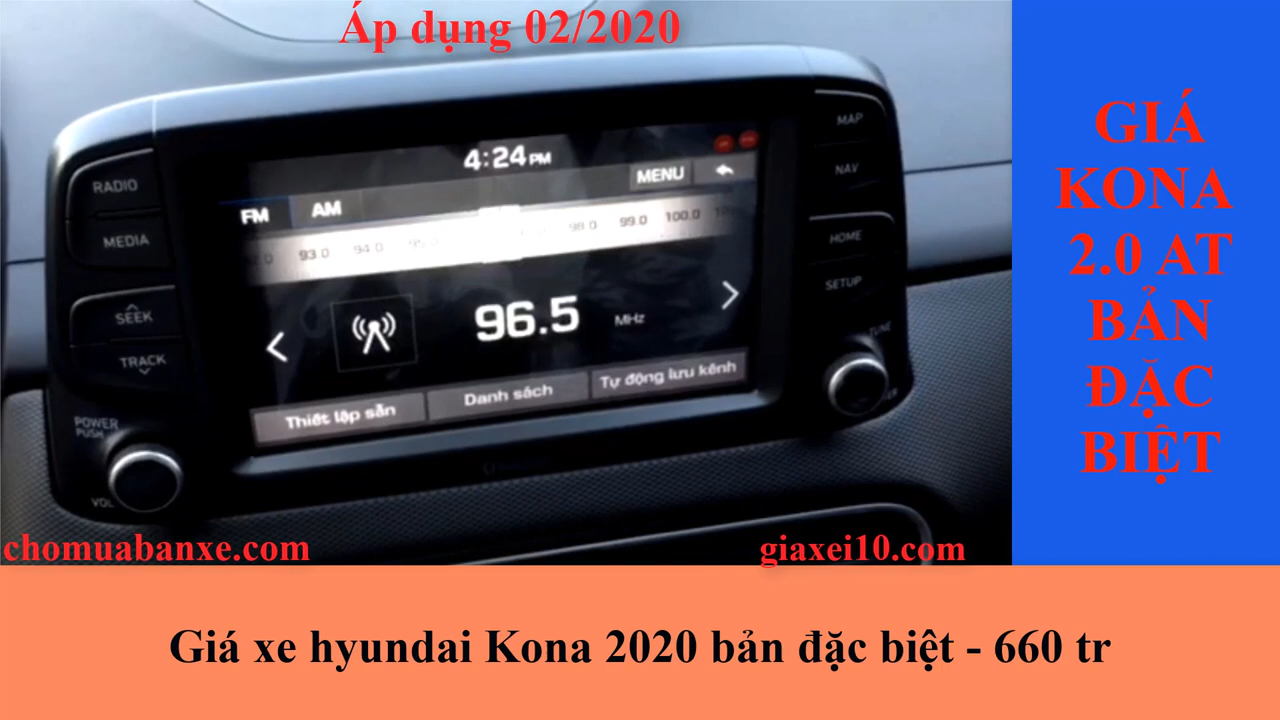 Áp dụng 02/2020
GIÁ
KONA
2.0 AT
BẢN
ĐẶC
BIỆT
4:24 PM
MENU
FM
AM
93.0 94.0 95.0 98.0 99.0 100.0
96.5 MHz
Thiết lập sẵn
Danh sách
Tự động lưu kênh
RADIO
MEDIA
SEEK
TRACK
POWER
PUSH
VOL
MAP
NAV
HOME
SETUP
TUNE
chomuabanxe.com
giaxei10.com
Giá xe hyundai Kona 2020 bản đặc biệt - 660 tr